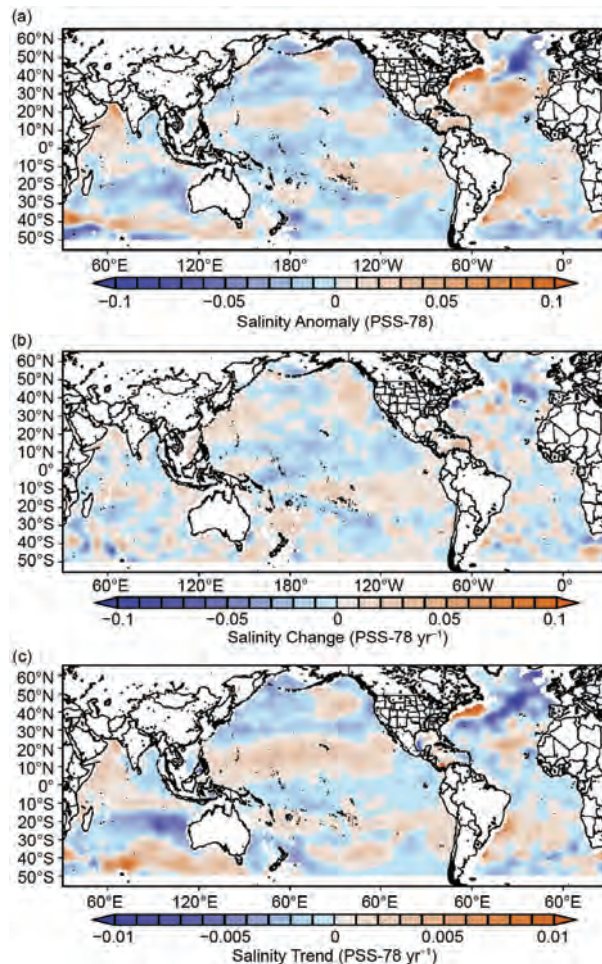 (a)
60°N
50°N
40°N
30°N
20°N
10°N
0°
10°S
20°S
30°S
40°S
50°S
60°E 120°E 180° 120°W 60°W 0°
−0.1 −0.05 0 0.05 0.1
Salinity Anomaly (PSS-78)
(b)
60°N
50°N
40°N
30°N
20°N
10°N
0°
10°S
20°S
30°S
40°S
50°S
60°E 120°E 180° 120°W 60°W 0°
−0.1 −0.05 0 0.05 0.1
Salinity Change (PSS-78 yr⁻¹)
(c)
60°N
50°N
40°N
30°N
20°N
10°N
0°
10°S
20°S
30°S
40°S
50°S
60°E 120°E 60°E 60°E 60°E 60°E
−0.01 −0.005 0 0.005 0.01
Salinity Trend (PSS-78 yr⁻¹)